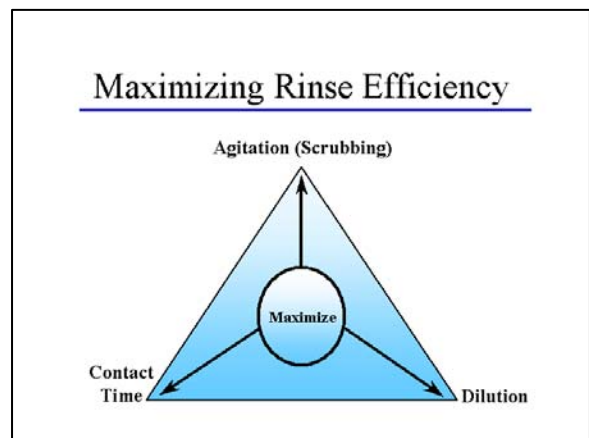 Maximizing Rinse Efficiency
Agitation (Scrubbing)
Maximize
Contact
Time
Dilution